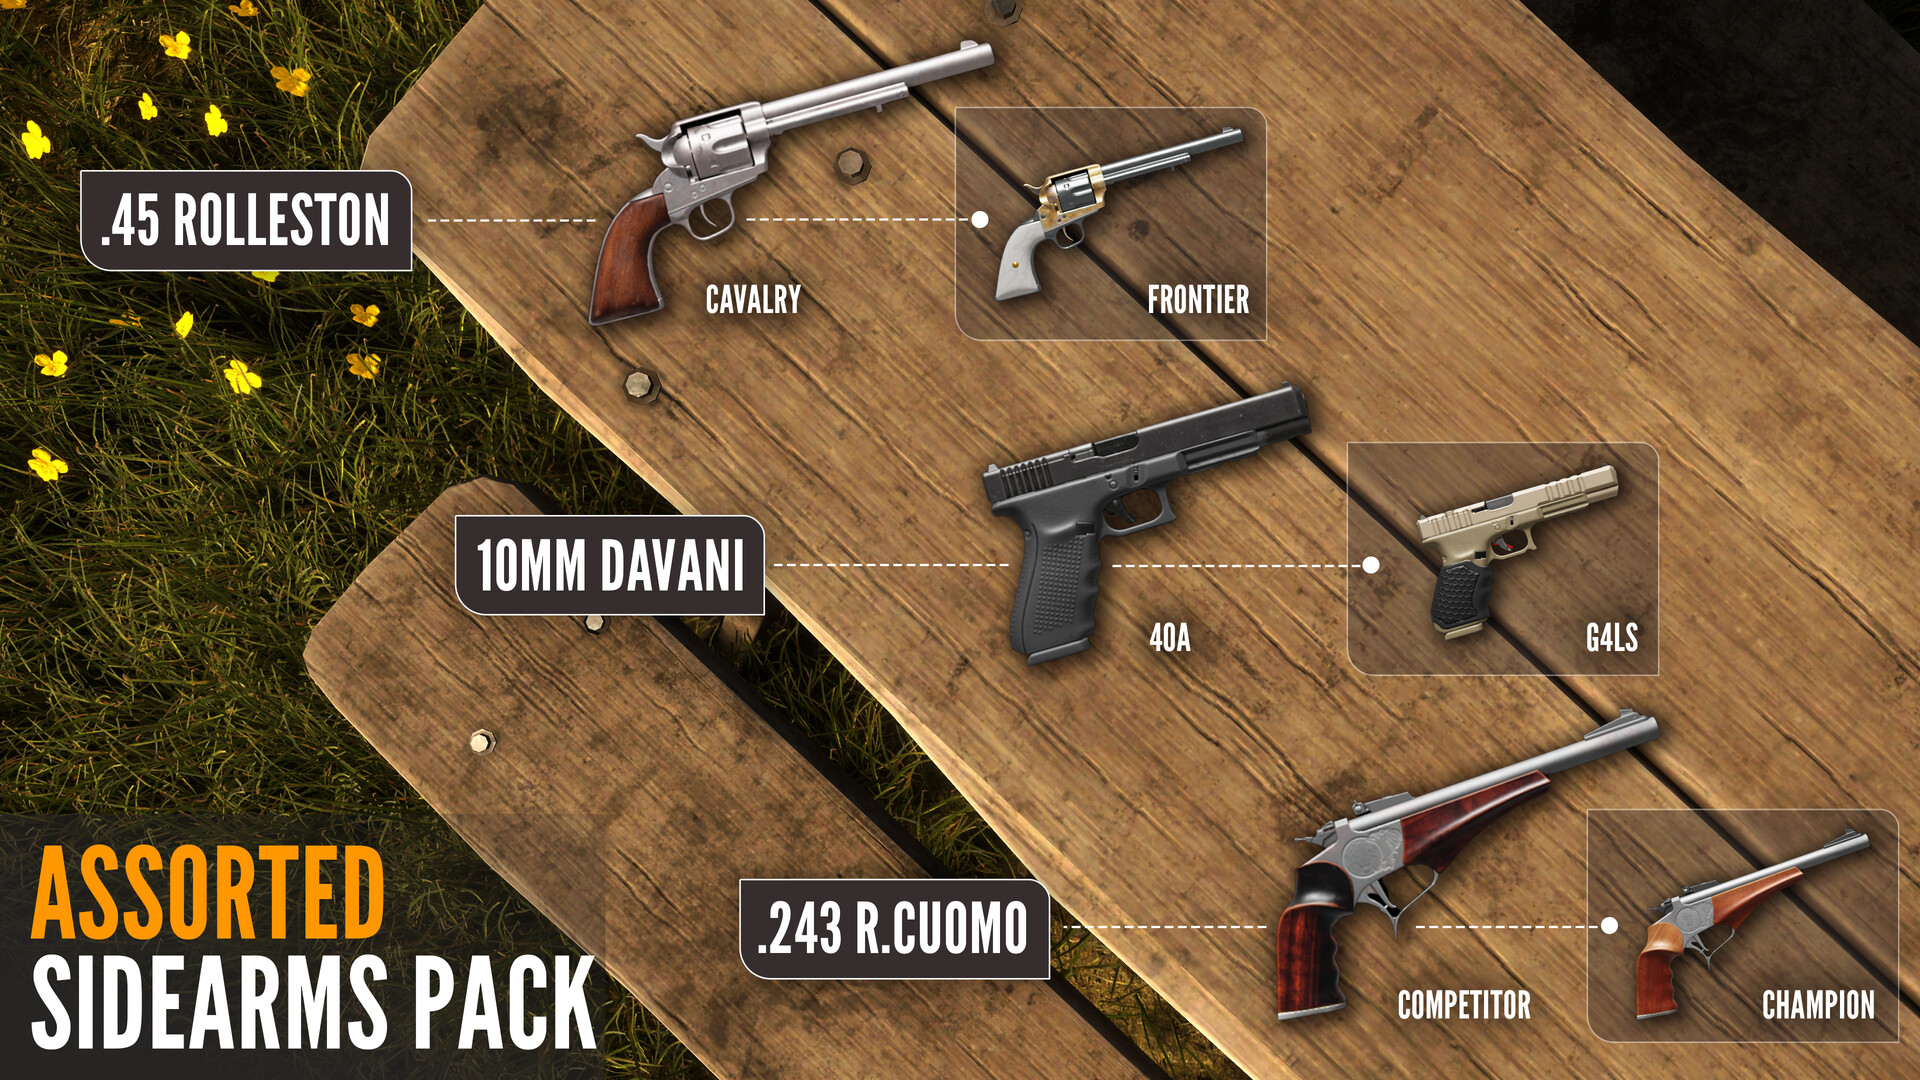 .45 ROLLESTON
CAVALRY
FRONTIER
10MM DAVANI
40A
G4LS
.243 R.CUOMO
COMPETITOR
CHAMPION
ASSORTED
SIDEARMS PACK